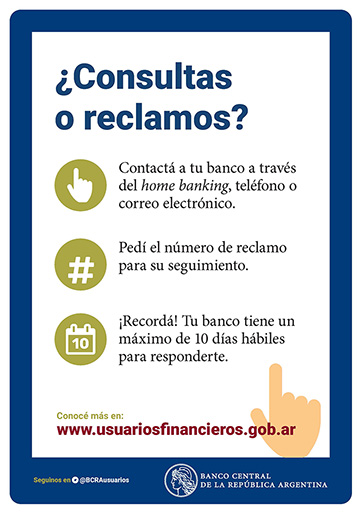 ¿Consultas
o reclamos?
Contactá a tu banco a través
del home banking, teléfono o
correo electrónico.
#
Pedí el número de reclamo
para su seguimiento.
10
¡Recordá! Tu banco tiene un
máximo de 10 días hábiles
para responderte.
Conocé más en:
www.usuariosfinancieros.gob.ar
Seguinos en @BCRAusuarios
BANCO CENTRAL
DE LA REPÚBLICA ARGENTINA